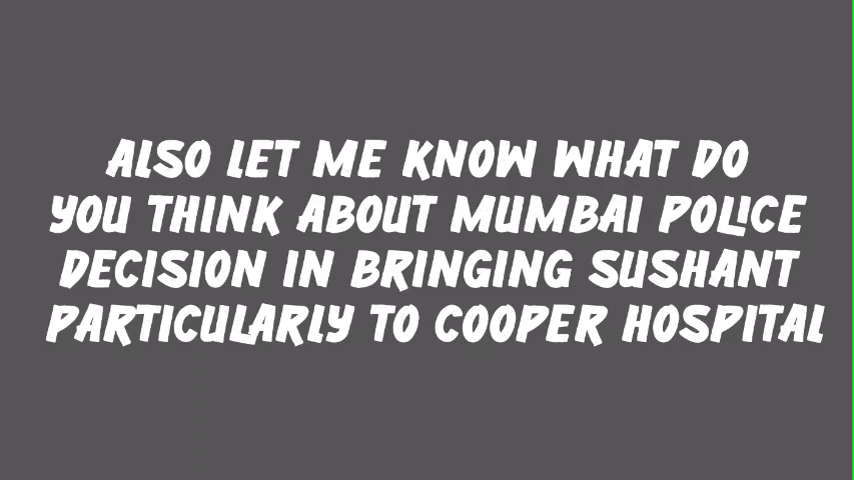 ALSO LET ME KNOW WHAT DO
YOU THINK ABOUT MUMBAI POLICE
DECISION IN BRINGING SUSHANT
PARTICULARLY TO COOPER HOSPITAL